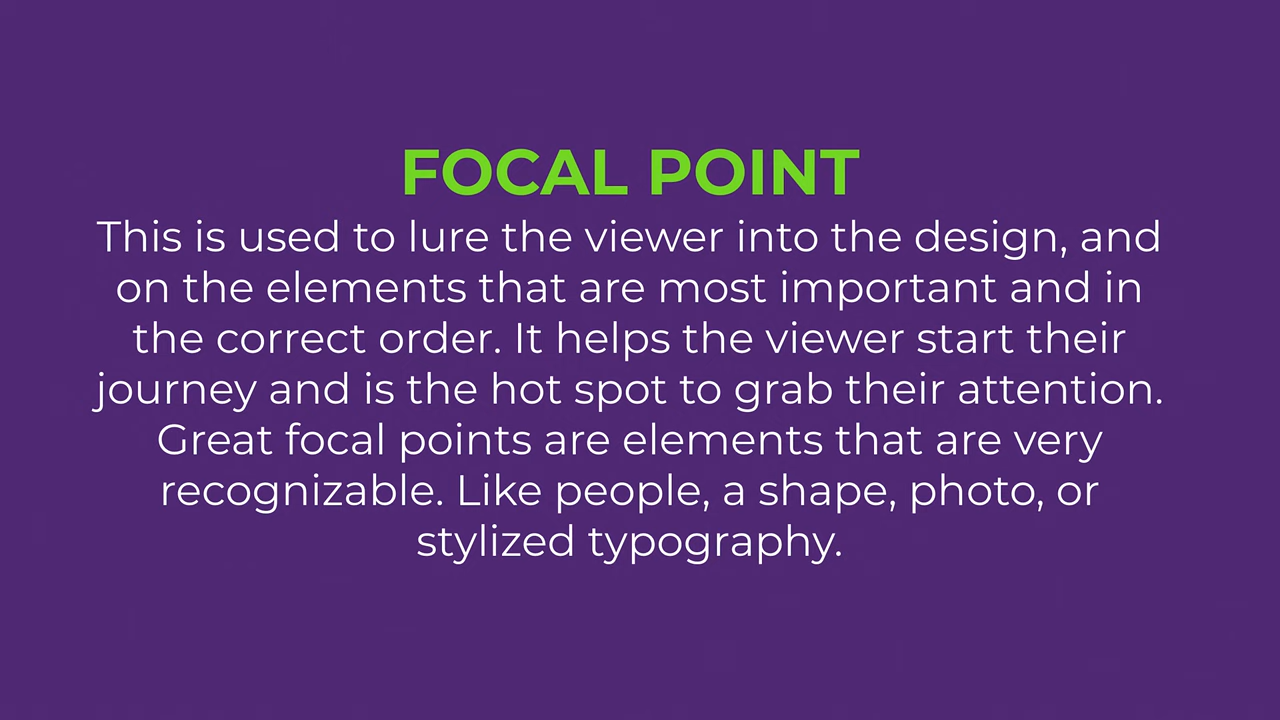 FOCAL POINT
This is used to lure the viewer into the design, and
on the elements that are most important and in
the correct order. It helps the viewer start their
journey and is the hot spot to grab their attention.
Great focal points are elements that are very
recognizable. Like people, a shape, photo, or
stylized typography.